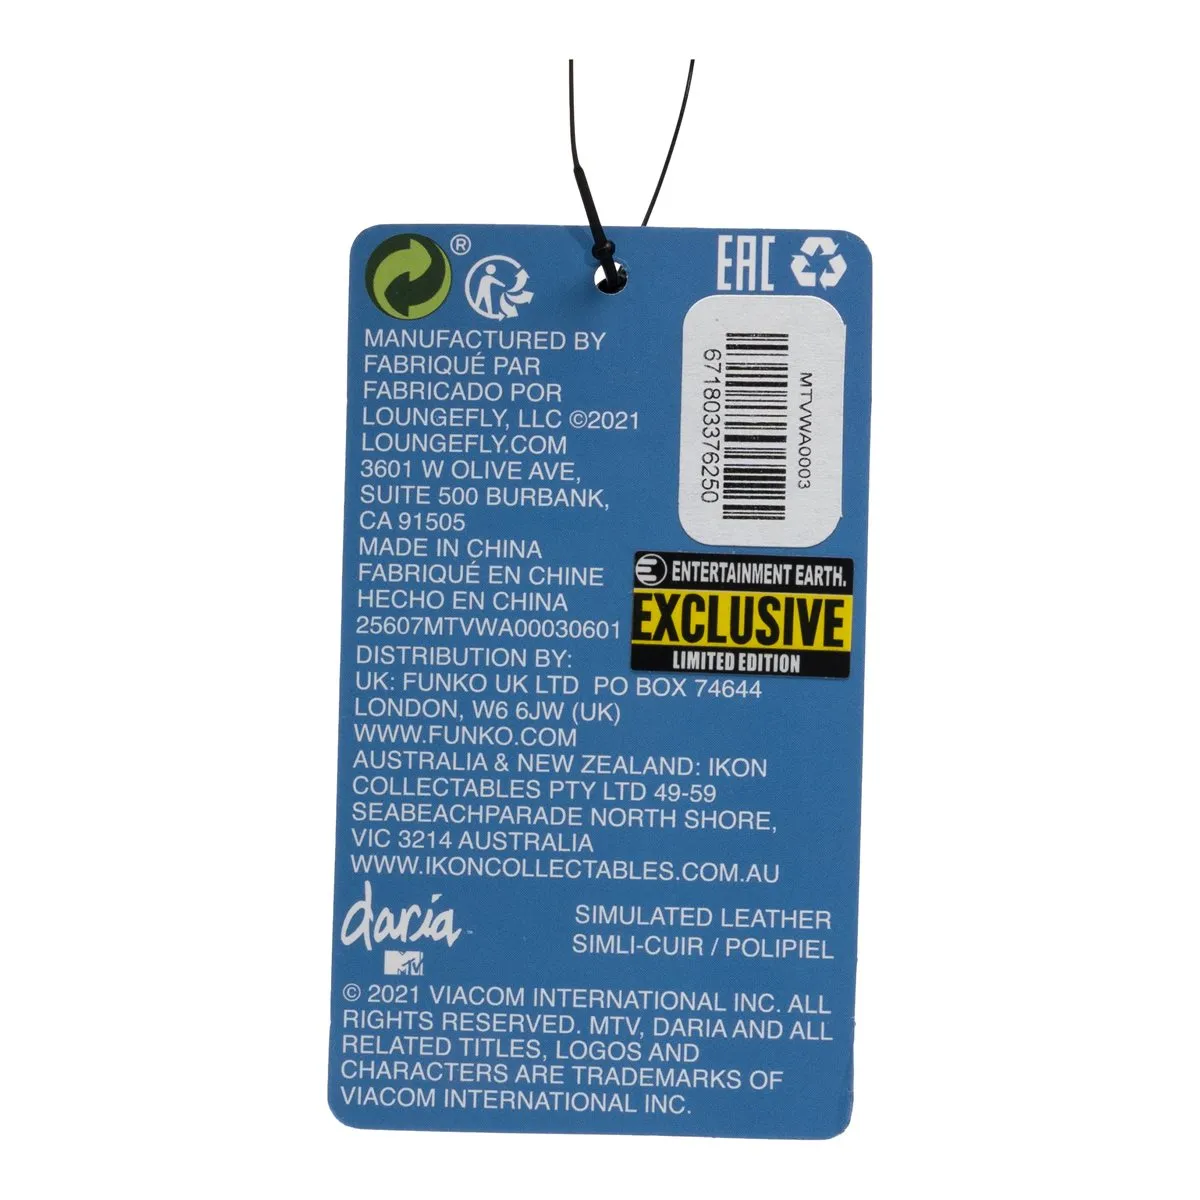 ®
EAC
MANUFACTURED BY
FABRIQUÉ PAR
FABRICADO POR
LOUNGEFLY, LLC ©2021
LOUNGEFLY.COM
3601 W OLIVE AVE,
SUITE 500 BURBANK,
CA 91505
MADE IN CHINA
FABRIQUÉ EN CHINE
HECHO EN CHINA
25607MTVWA00030601
671803376250
MTVWA0003
ENTERTAINMENT EARTH.
EXCLUSIVE
LIMITED EDITION
DISTRIBUTION BY:
UK: FUNKO UK LTD PO BOX 74644
LONDON, W6 6JW (UK)
WWW.FUNKO.COM
AUSTRALIA & NEW ZEALAND: IKON
COLLECTABLES PTY LTD 49-59
SEABEACHPARADE NORTH SHORE,
VIC 3214 AUSTRALIA
WWW.IKONCOLLECTABLES.COM.AU
daria™
MTV
SIMULATED LEATHER
SIMLI-CUIR / POLIPIEL
© 2021 VIACOM INTERNATIONAL INC. ALL
RIGHTS RESERVED. MTV, DARIA AND ALL
RELATED TITLES, LOGOS AND
CHARACTERS ARE TRADEMARKS OF
VIACOM INTERNATIONAL INC.